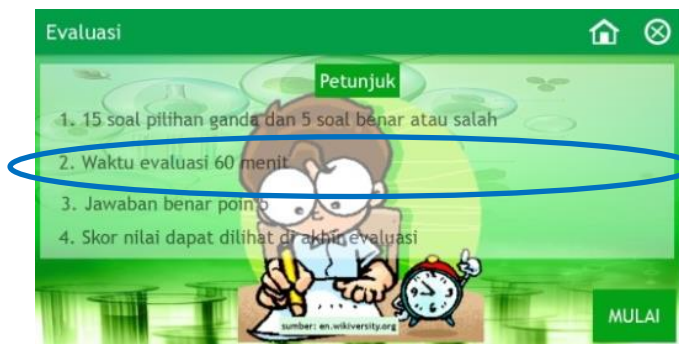 Evaluasi
Petunjuk
1. 15 soal pilihan ganda dan 5 soal benar atau salah
2. Waktu evaluasi 60 menit
3. Jawaban benar poin 5
4. Skor nilai dapat dilihat di akhir evaluasi
sumber: en.wikiversity.org
MULAI